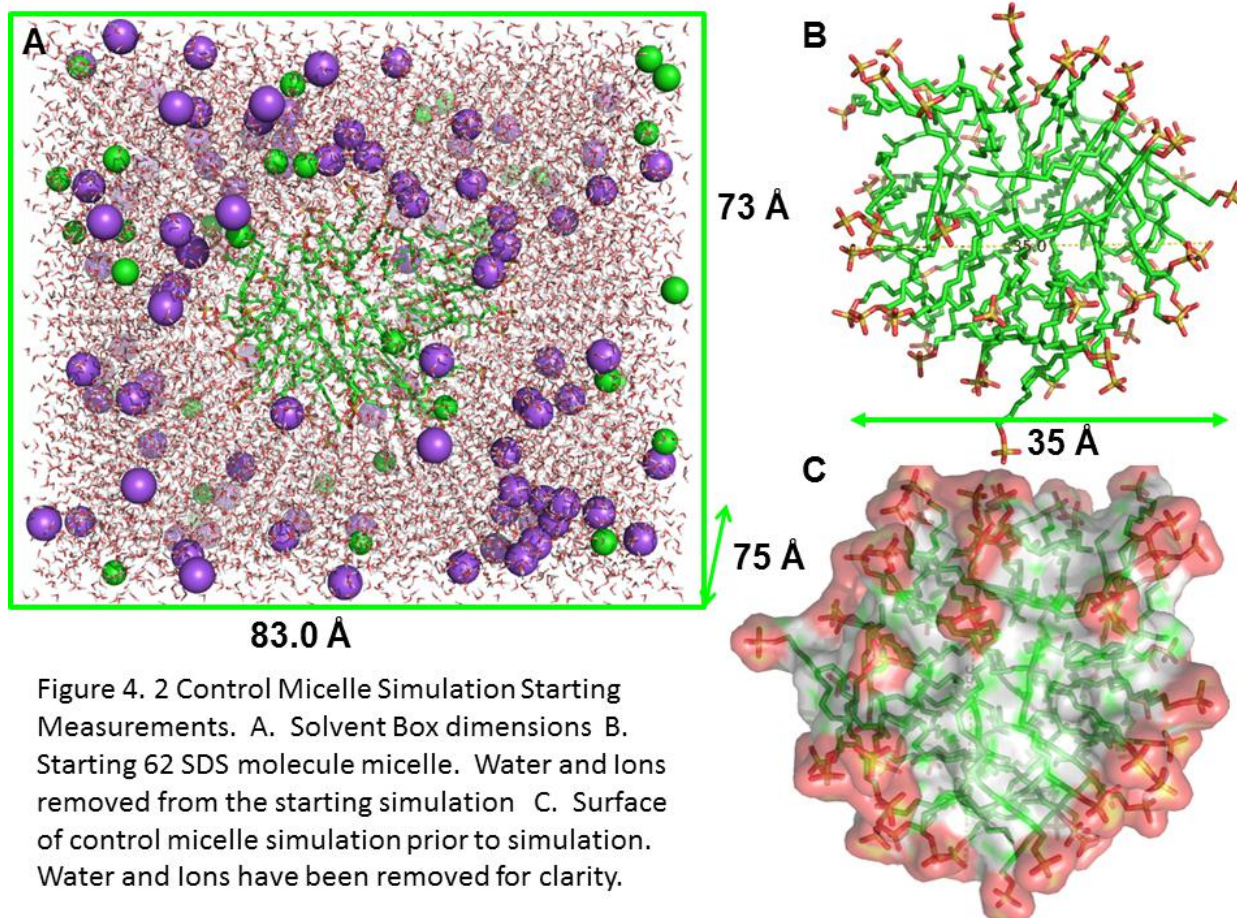 A
B
73 Å
35.0
35 Å
C
75 Å
83.0 Å
Figure 4. 2 Control Micelle Simulation Starting
Measurements. A. Solvent Box dimensions B.
Starting 62 SDS molecule micelle. Water and Ions
removed from the starting simulation C. Surface
of control micelle simulation prior to simulation.
Water and Ions have been removed for clarity.